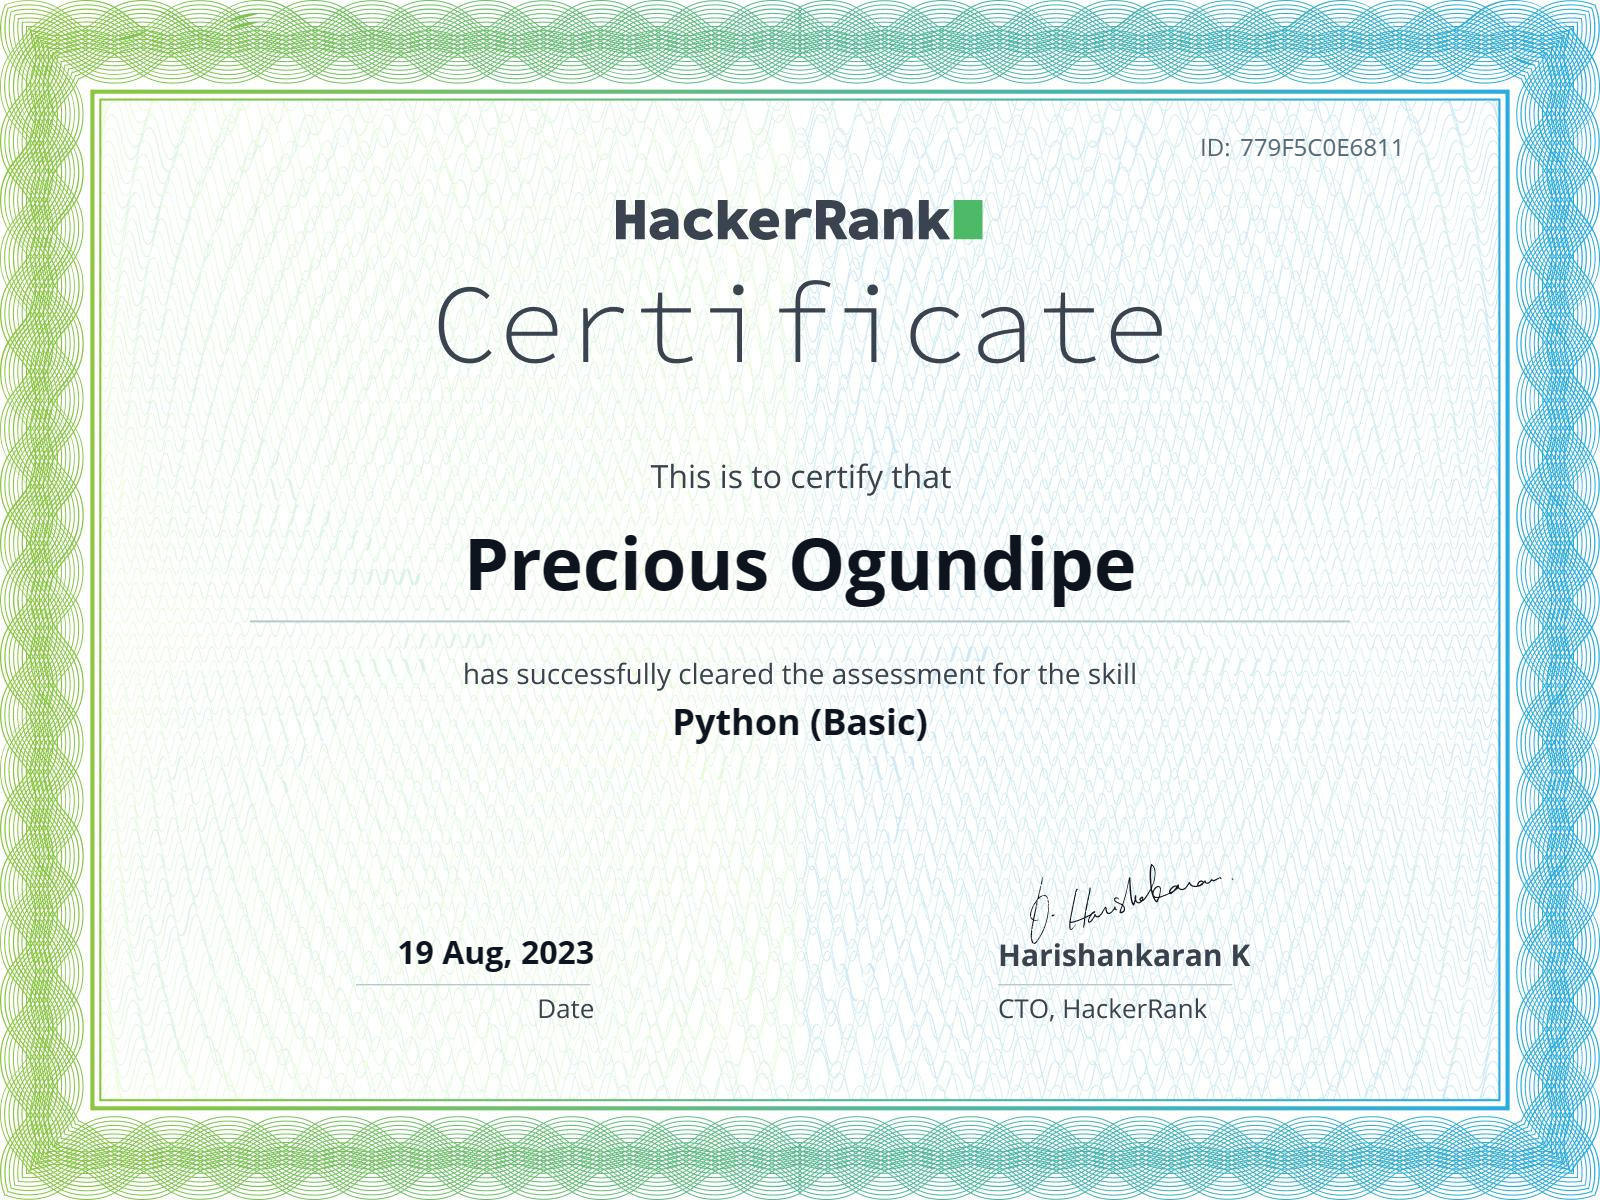 ID: 779F5C0E6811
HackerRank
Certificate
This is to certify that
Precious Ogundipe
has successfully cleared the assessment for the skill
Python (Basic)
J. Harishankaran
19 Aug, 2023
Harishankaran K
Date
CTO, HackerRank